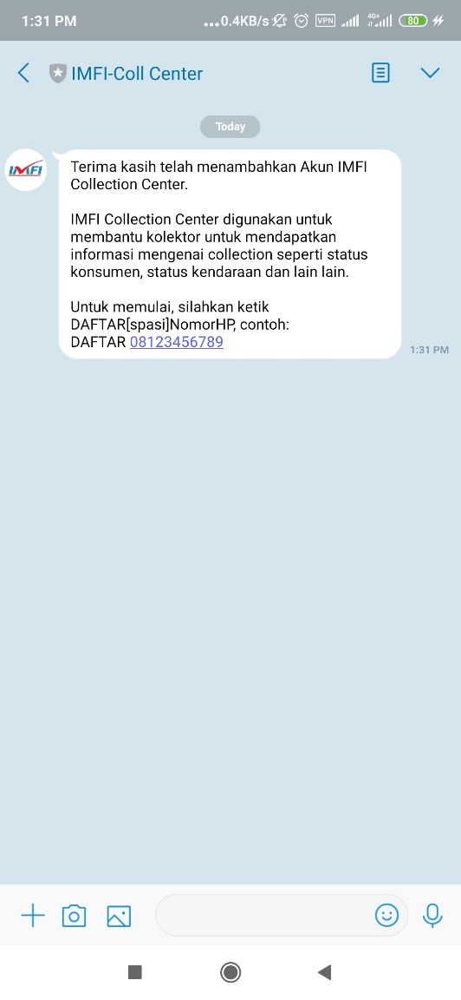 1:31 PM
...0.4KB/s
VPN
4G+
80
IMFI-Coll Center
Today
IMFI
Terima kasih telah menambahkan Akun IMFI
Collection Center.
IMFI Collection Center digunakan untuk
membantu kolektor untuk mendapatkan
informasi mengenai collection seperti status
konsumen, status kendaraan dan lain lain.
Untuk memulai, silahkan ketik
DAFTAR[spasi]NomorHP, contoh:
DAFTAR 08123456789
1:31 PM